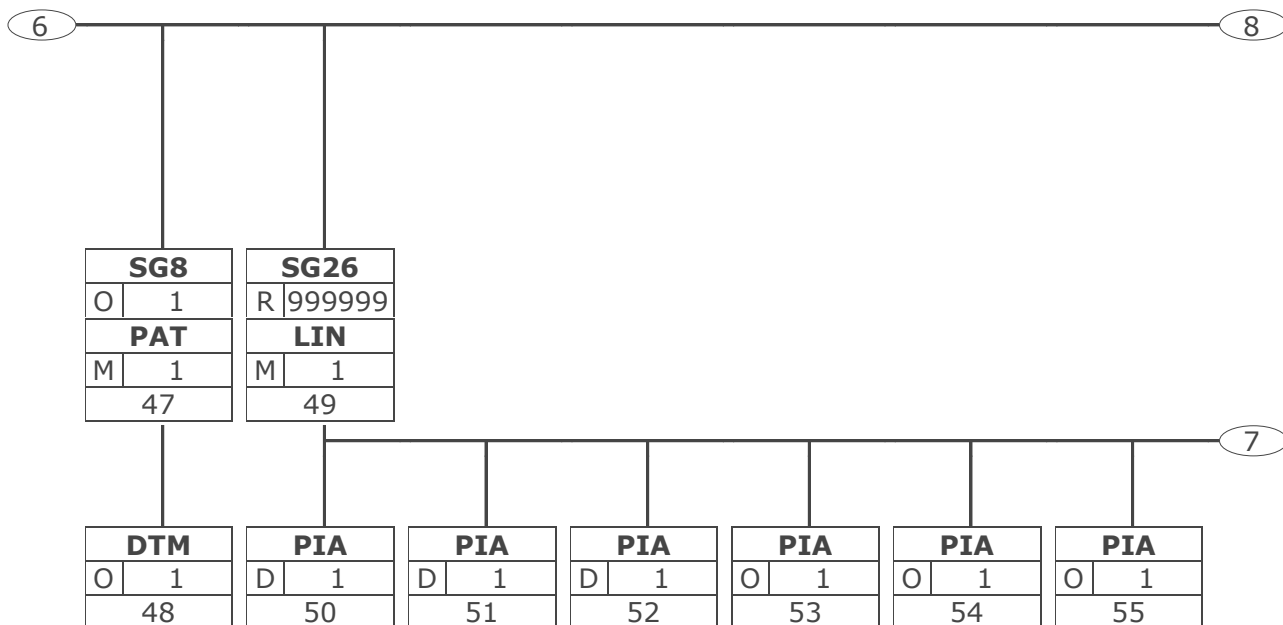 6 8
SG8 SG26
O 1 R 999999
PAT LIN
M 1 M 1
47 49
7
DTM PIA PIA PIA PIA PIA PIA
O 1 D 1 D 1 D 1 O 1 O 1 O 1
48 50 51 52 53 54 55